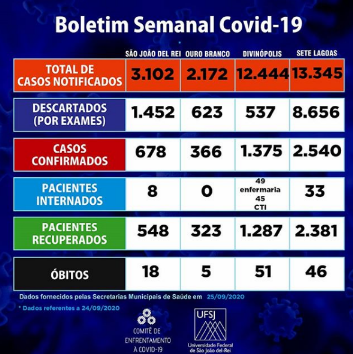 Boletim Semanal Covid-19
SÃO JOÃO DEL REI OURO BRANCO DIVINÓPOLIS SETE LAGOAS
TOTAL DE
CASOS NOTIFICADOS
3.102 2.172 12.444 13.345
DESCARTADOS
(POR EXAMES)
1.452 623 537 8.656
CASOS
CONFIRMADOS
678 366 1.375 2.540
PACIENTES
INTERNADOS
8 0 49
enfermaria
45
CTI
33
PACIENTES
RECUPERADOS
548 323 1.287 2.381
ÓBITOS
18 5 51 46
Dados fornecidos pelas Secretarias Municipais de Saúde em 25/09/2020
* Dados referentes a 24/09/2020
COMITÊ DE
ENFRENTAMENTO
À COVID-19
UFSJ
Universidade Federal
de São João del-Rei